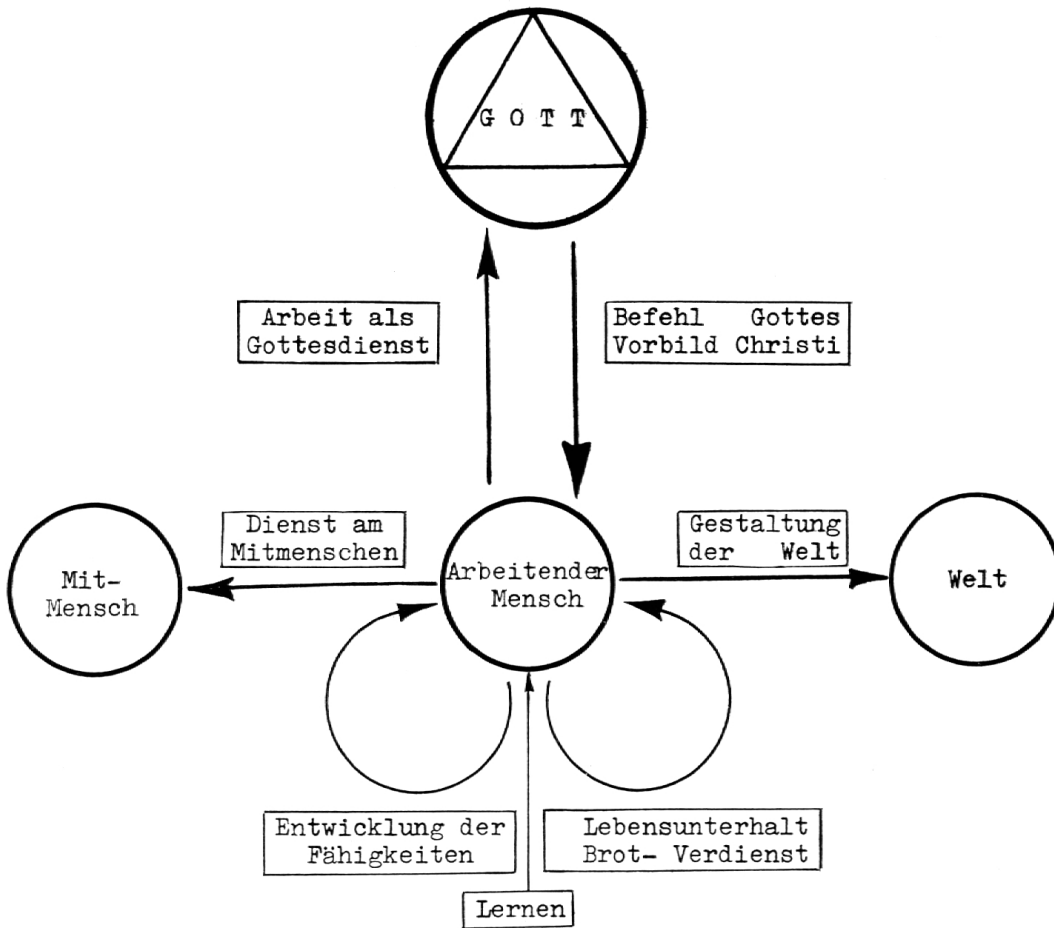 GOTT
Arbeit als
Gottesdienst
Befehl Gottes
Vorbild Christi
Dienst am
Mitmenschen
Gestaltung
der Welt
Mit-
Mensch
Arbeitender
Mensch
Welt
Entwicklung der
Fähigkeiten
Lebensunterhalt
Brot- Verdienst
Lernen